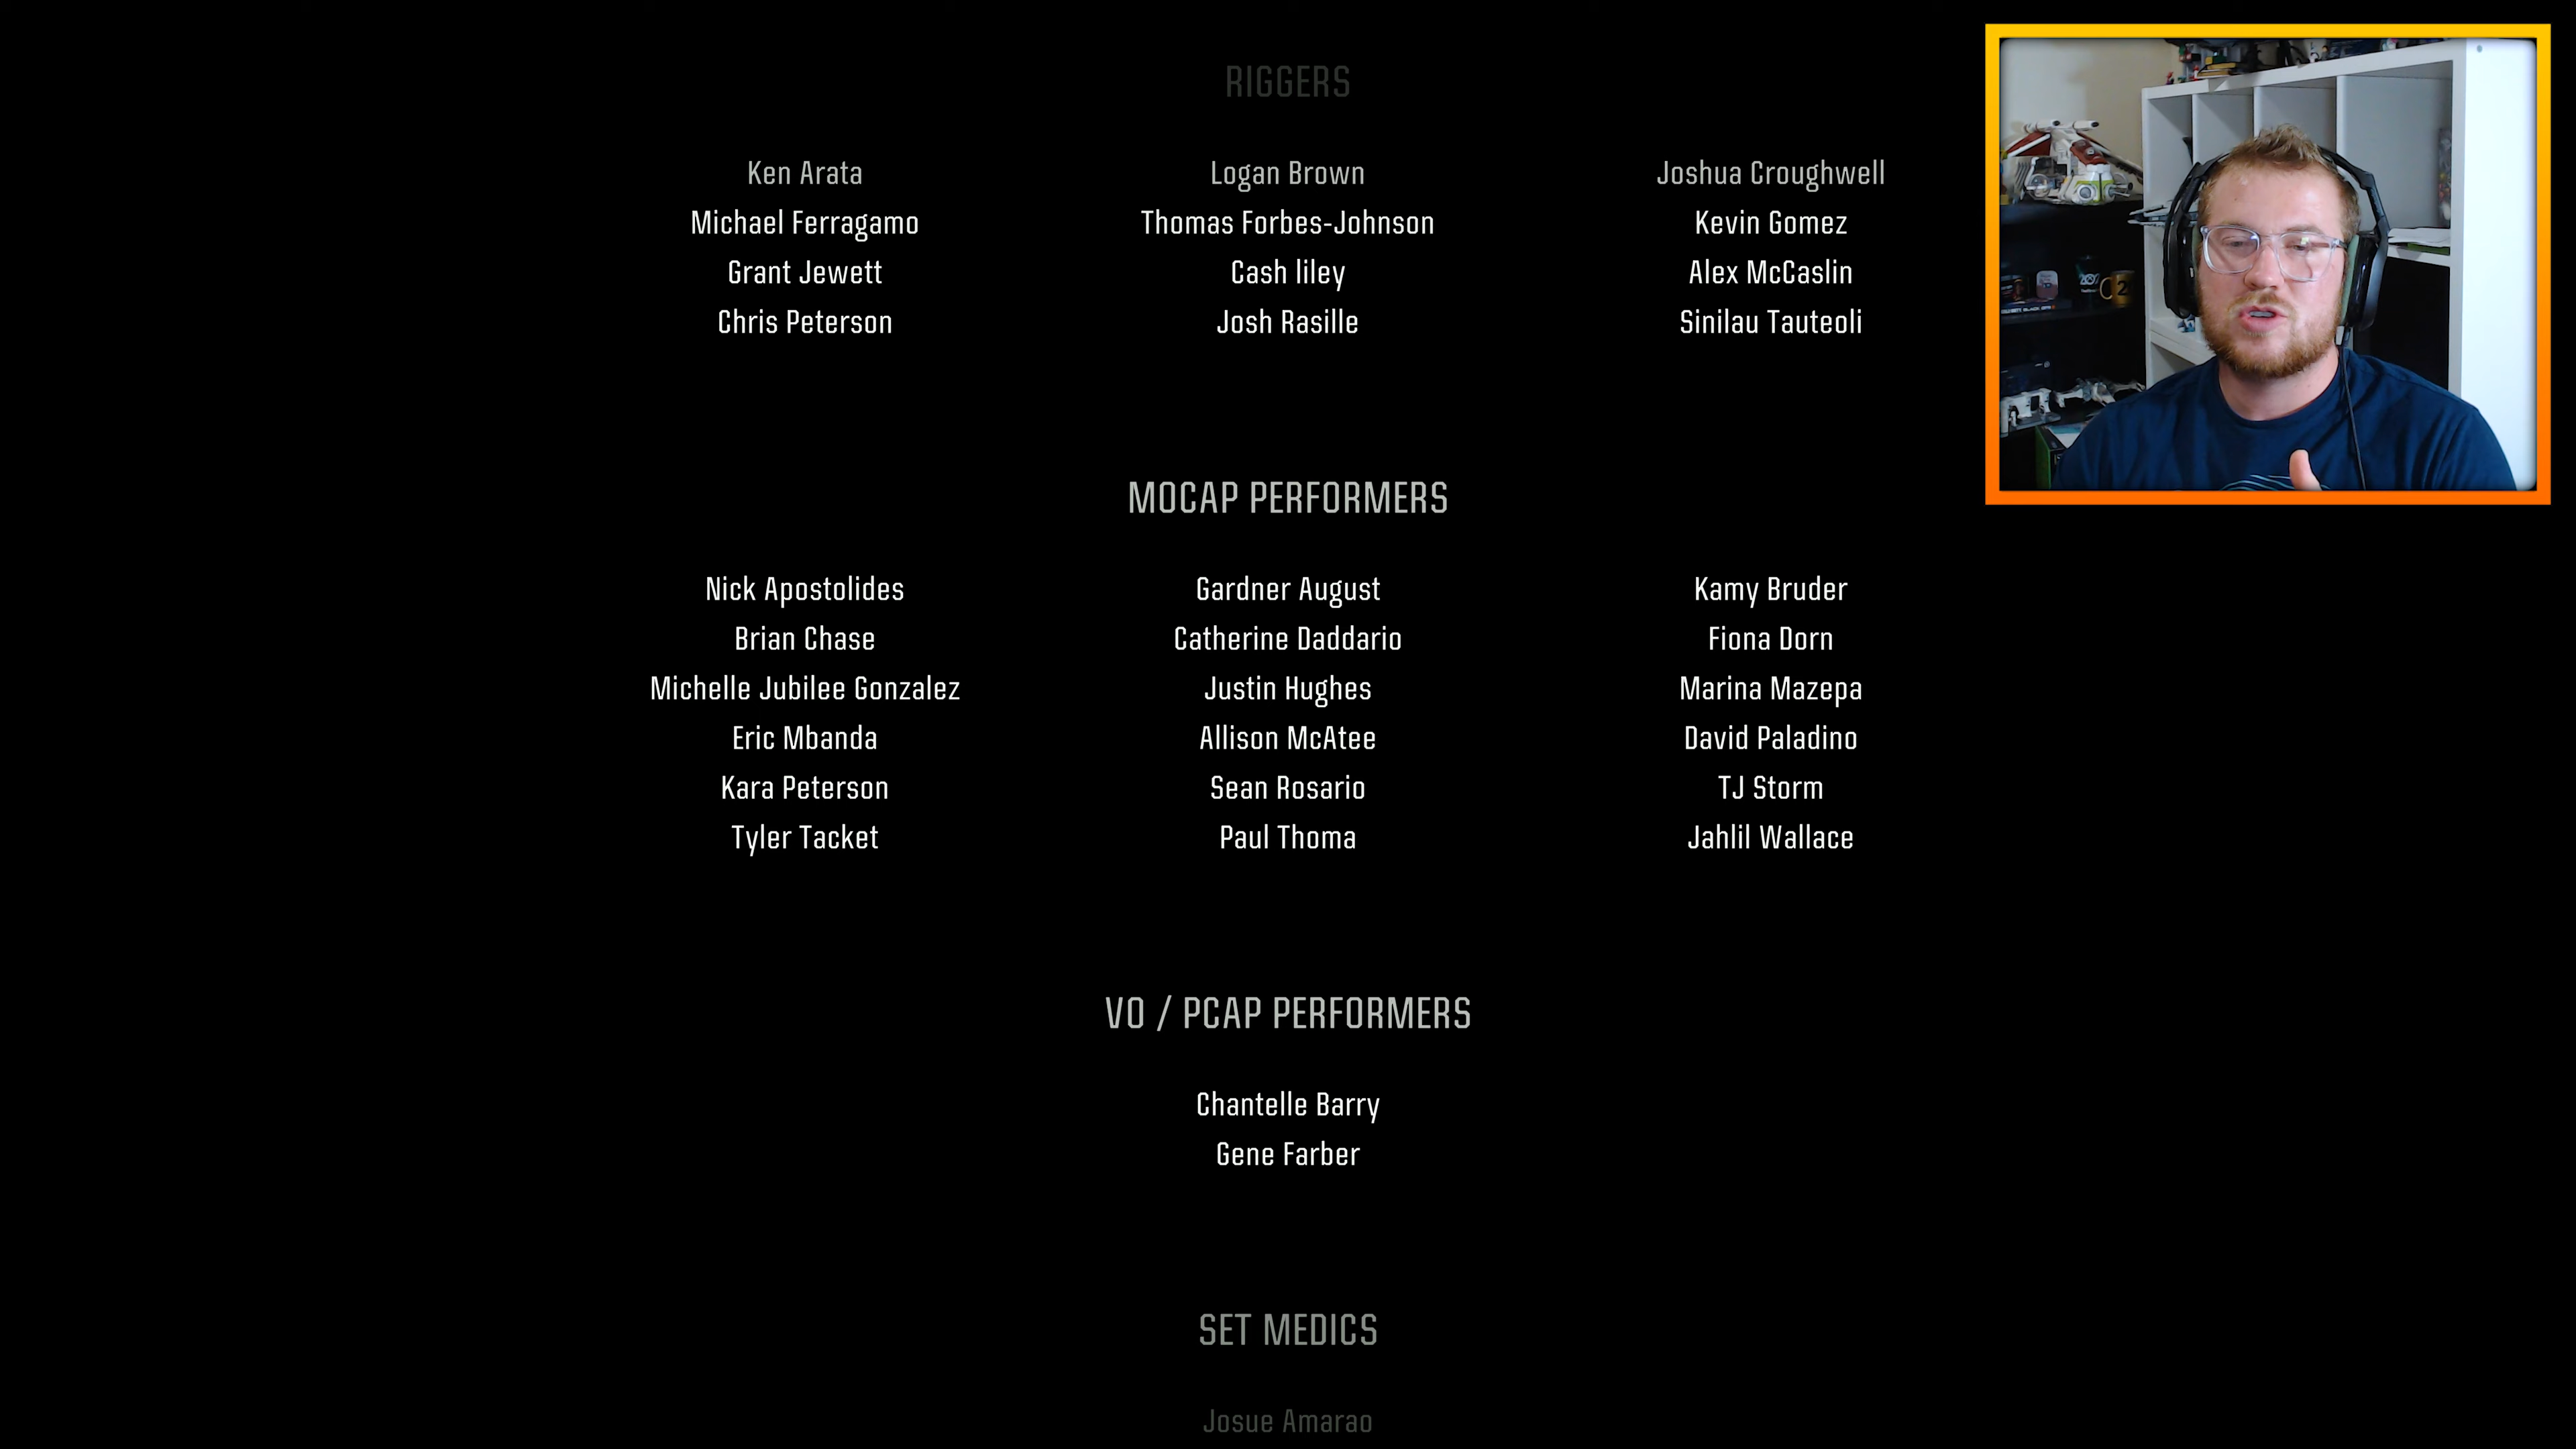 RIGGERS
Ken Arata Logan Brown Joshua Croughwell
Michael Ferragamo Thomas Forbes-Johnson Kevin Gomez
Grant Jewett Cash liley Alex McCaslin
Chris Peterson Josh Rasille Sinilau Tauteoli
MOCAP PERFORMERS
Nick Apostolides Gardner August Kamy Bruder
Brian Chase Catherine Daddario Fiona Dorn
Michelle Jubilee Gonzalez Justin Hughes Marina Mazepa
Eric Mbanda Allison McAtee David Paladino
Kara Peterson Sean Rosario TJ Storm
Tyler Tacket Paul Thoma Jahlil Wallace
VO / PCAP PERFORMERS
Chantelle Barry
Gene Farber
SET MEDICS
Josue Amarao